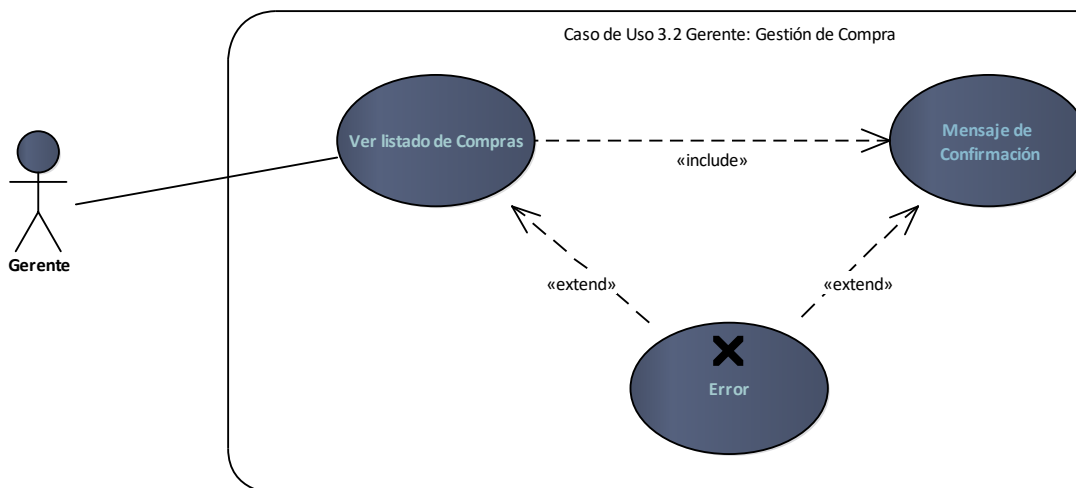 Caso de Uso 3.2 Gerente: Gestión de Compra
Ver listado de Compras
Mensaje de
Confirmación
«include»
Gerente
«extend»
«extend»
Error